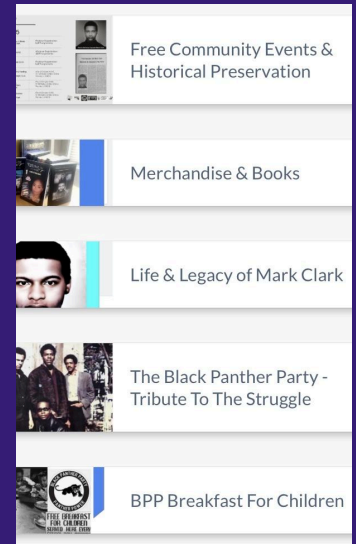 Free Community Events &
Historical Preservation
Merchandise & Books
Life & Legacy of Mark Clark
The Black Panther Party -
Tribute To The Struggle
BPP Breakfast For Children
FREE BREAKFAST
FOR CHILDREN